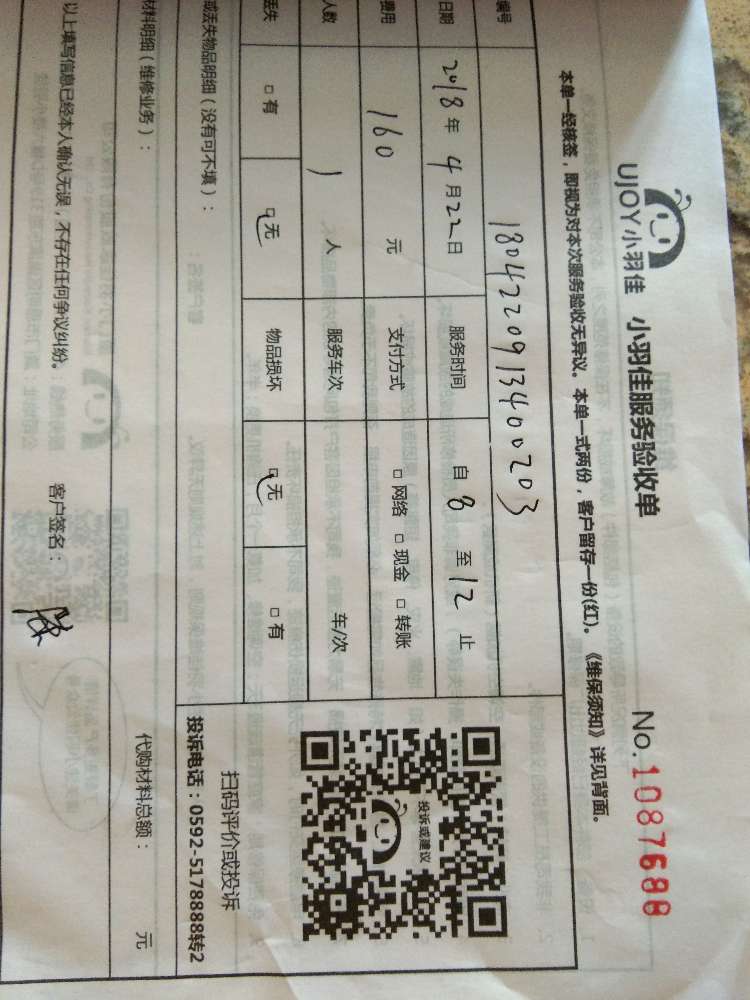 UJOY小羽佳 小羽佳服务验收单 No.1087688
本单一经核签，即视为对本次服务验收无异议。本单一式两份，客户留存一份(红)。《维保须知》详见背面。
编号 1804220913400203
日期 2018年4月22日 服务时间 自8至12止
费用 160元 支付方式 □网络 □现金 □转账
人数 1人 服务车次 车/次
丢失 □有 □无 物品损坏 □无 □有
或丢失物品明细（没有可不填）：
投诉或建议
扫码评价或投诉
投诉电话：0592-5178888转2
材料明细（维修业务）： 代购材料总额： 元
以上填写信息已经本人确认无误，不存在任何争议纠纷。 客户签名：